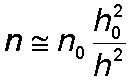 n ≅ n₀ h₀²/h²